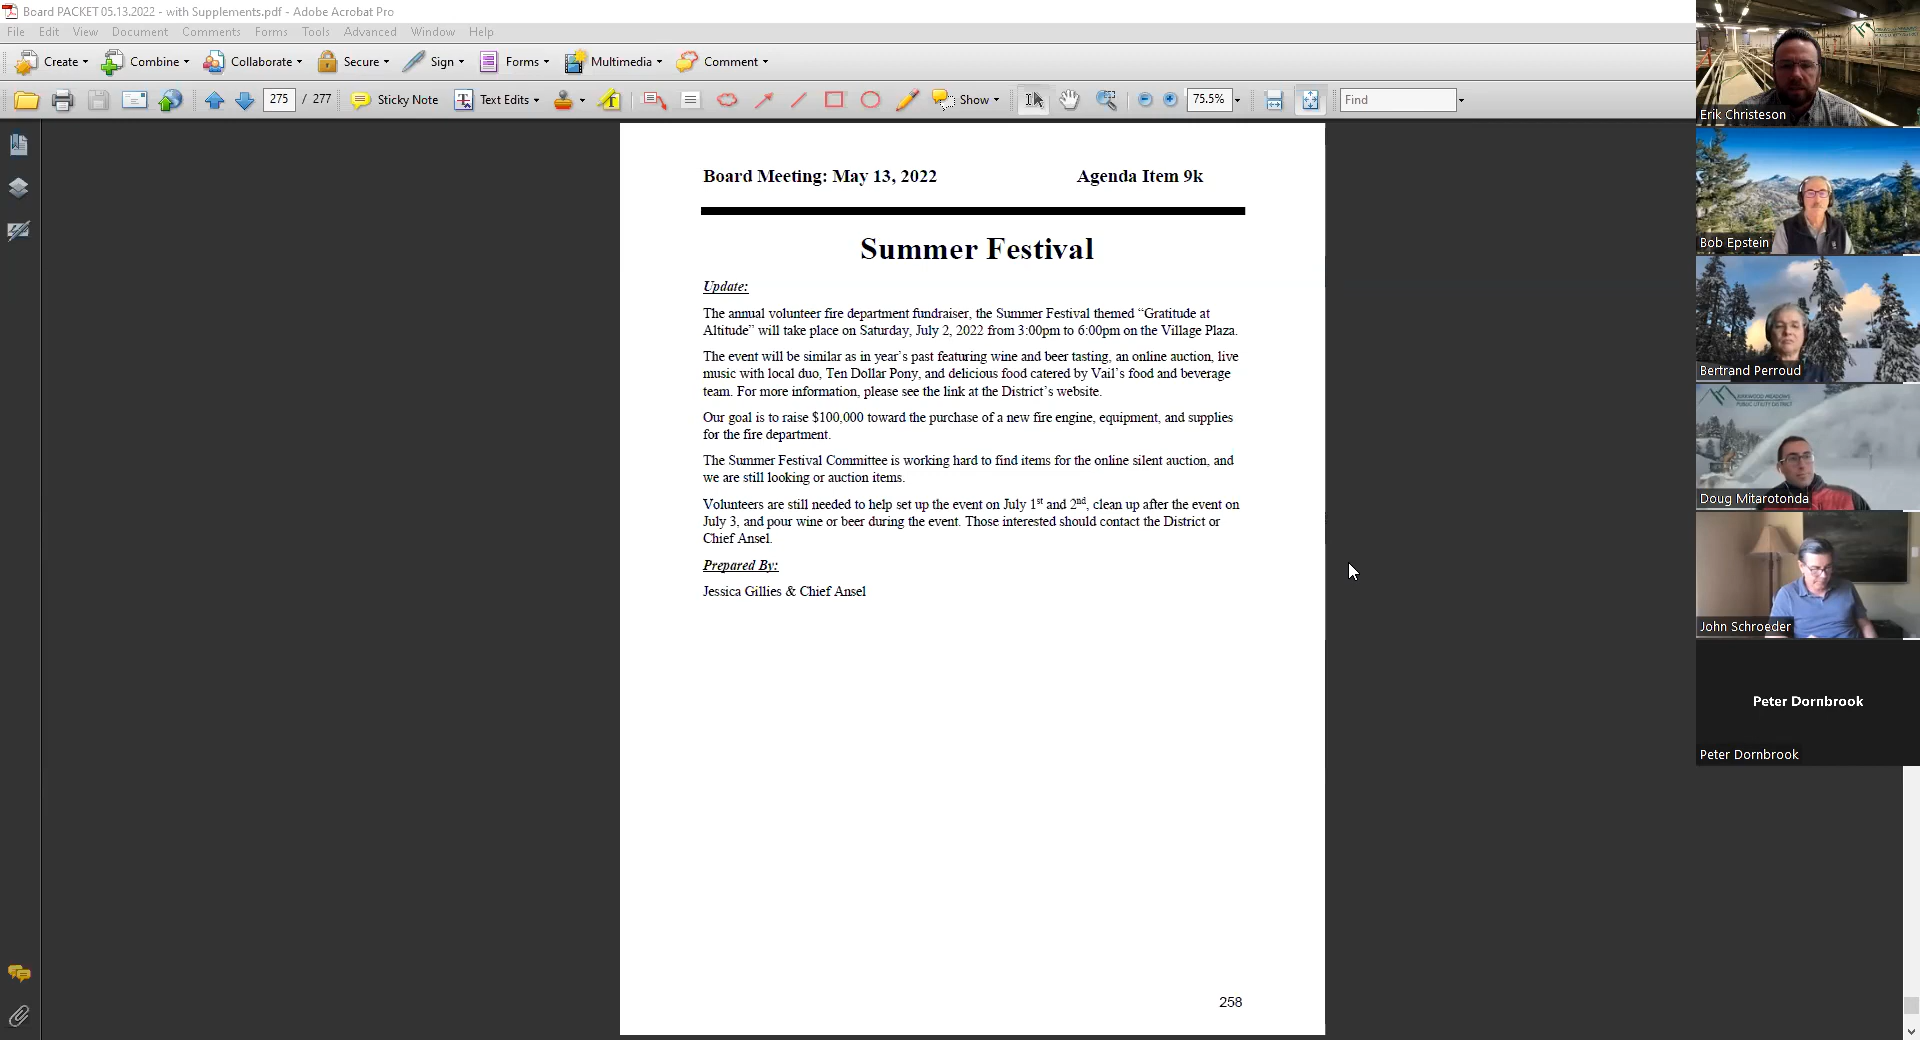 Board PACKET 05.13.2022 - with Supplements.pdf - Adobe Acrobat Pro
File Edit View Document Comments Forms Tools Advanced Window Help
Create Combine Collaborate Secure Sign Forms Multimedia Comment
275 / 277 Sticky Note Text Edits Show 75.5% Find
Board Meeting: May 13, 2022 Agenda Item 9k
Summer Festival
Update:
The annual volunteer fire department fundraiser, the Summer Festival themed “Gratitude at
Altitude” will take place on Saturday, July 2, 2022 from 3:00pm to 6:00pm on the Village Plaza.
The event will be similar as in year’s past featuring wine and beer tasting, an online auction, live
music with local duo, Ten Dollar Pony, and delicious food catered by Vail’s food and beverage
team. For more information, please see the link at the District’s website.
Our goal is to raise $100,000 toward the purchase of a new fire engine, equipment, and supplies
for the fire department.
The Summer Festival Committee is working hard to find items for the online silent auction, and
we are still looking or auction items.
Volunteers are still needed to help set up the event on July 1st and 2nd, clean up after the event on
July 3, and pour wine or beer during the event. Those interested should contact the District or
Chief Ansel.
Prepared By:
Jessica Gillies & Chief Ansel
258
Erik Christeson
Bob Epstein
Bertrand Perroud
KIRKWOOD MEADOWS
PUBLIC UTILITY DISTRICT
Doug Mitarotonda
John Schroeder
Peter Dornbrook
Peter Dornbrook